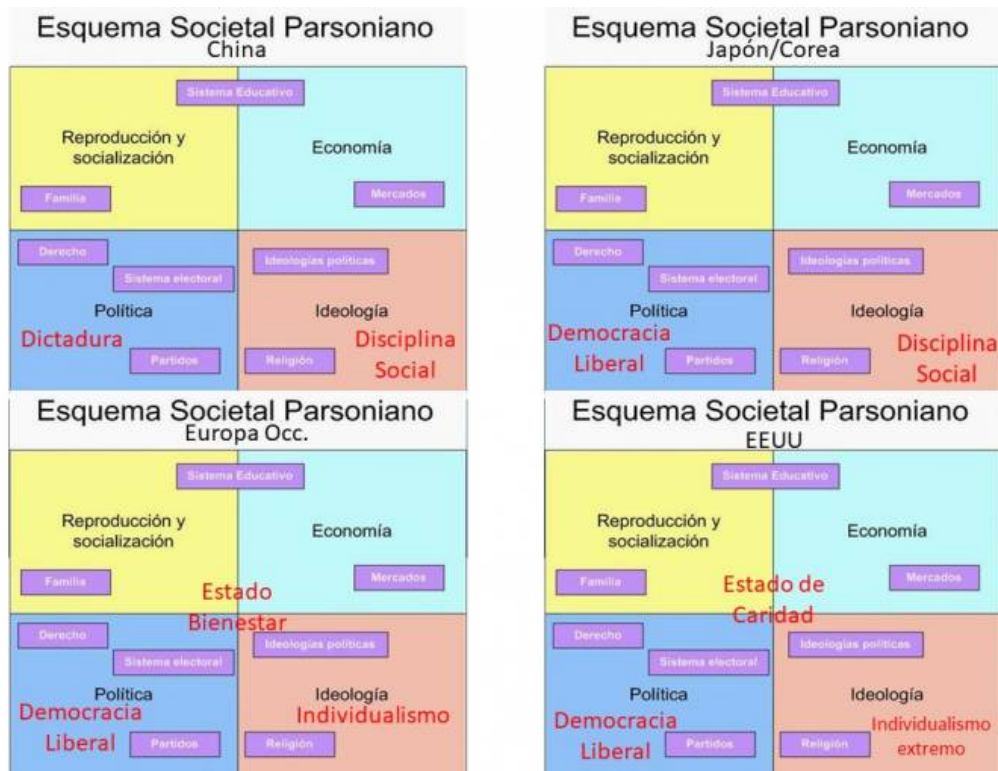 Esquema Societal Parsoniano
China
Sistema Educativo
Reproducción y
socialización
Economía
Familia
Mercados
Derecho
Sistema electoral
Ideologías políticas
Política
Ideología
Dictadura
Disciplina
Social
Partidos
Religión
Esquema Societal Parsoniano
Japón/Corea
Sistema Educativo
Reproducción y
socialización
Economía
Familia
Mercados
Derecho
Sistema electoral
Ideologías políticas
Política
Ideología
Democracia
Liberal
Disciplina
Social
Partidos
Religión
Esquema Societal Parsoniano
Europa Occ.
Sistema Educativo
Reproducción y
socialización
Economía
Familia
Mercados
Estado
Bienestar
Derecho
Sistema electoral
Ideologías políticas
Política
Ideología
Democracia
Liberal
Individualismo
Partidos
Religión
Esquema Societal Parsoniano
EEUU
Sistema Educativo
Reproducción y
socialización
Economía
Familia
Mercados
Estado de
Caridad
Derecho
Sistema electoral
Ideologías políticas
Política
Ideología
Democracia
Liberal
Individualismo
extremo
Partidos
Religión